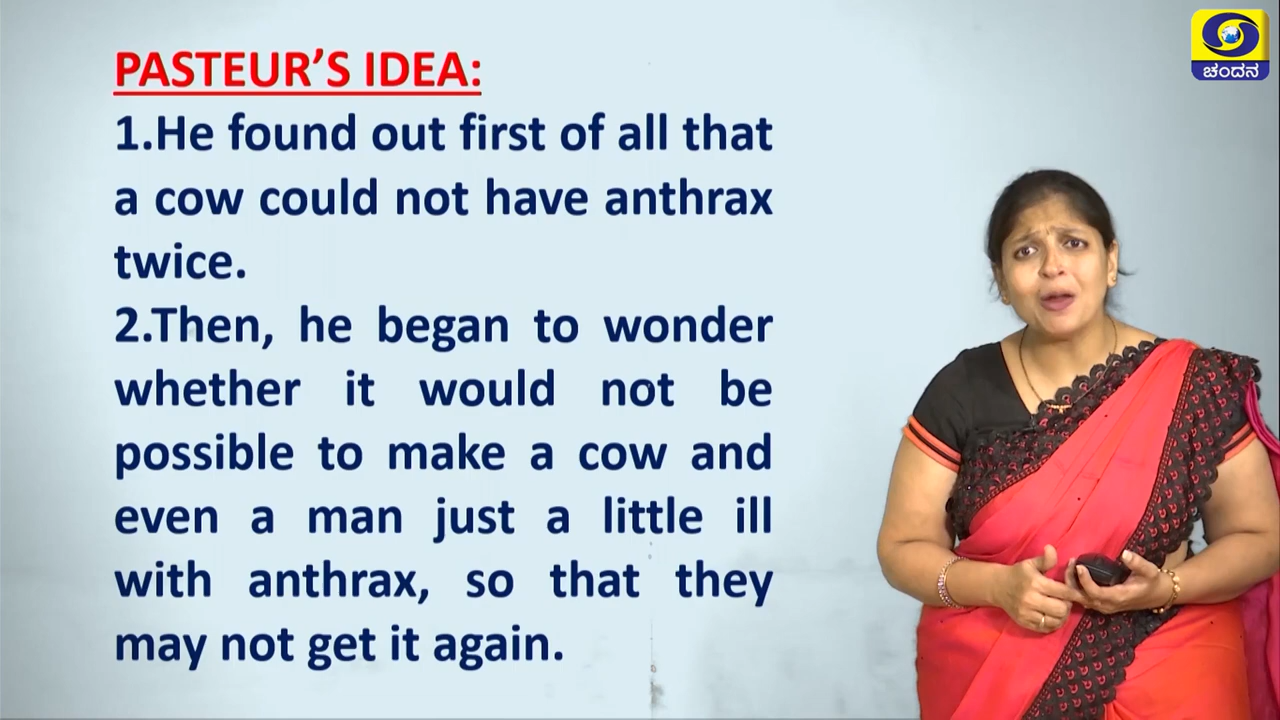 PASTEUR'S IDEA:
1.He found out first of all that
a cow could not have anthrax
twice.
2.Then, he began to wonder
whether it would not be
possible to make a cow and
even a man just a little ill
with anthrax, so that they
may not get it again.
ಚಂದನ